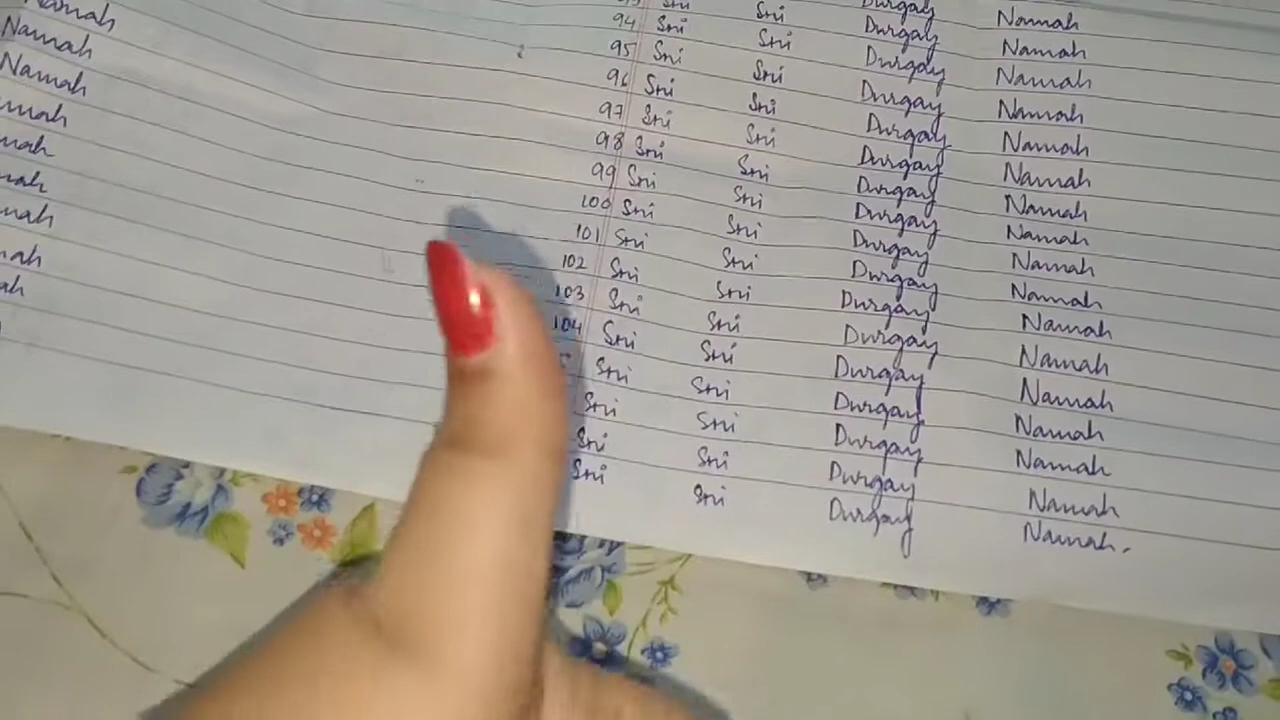 Namah
Namah
Namah
Sri Sri Durgay Namah
94 Sri Sri Durgay Namah
95 Sri Sri Durgay Namah
96 Sri Sri Durgay Namah
97 Sri Sri Durgay Namah
98 Sri Sri Durgay Namah
99 Sri Sri Durgay Namah
100 Sri Sri Durgay Namah
101 Sri Sri Durgay Namah
102 Sri Sri Durgay Namah
103 Sri Sri Durgay Namah
104 Sri Sri Durgay Namah
Sri Sri Durgay Namah
Sri Sri Durgay Namah
Sri Sri Durgay Namah
Sri Sri Durgay Namah.